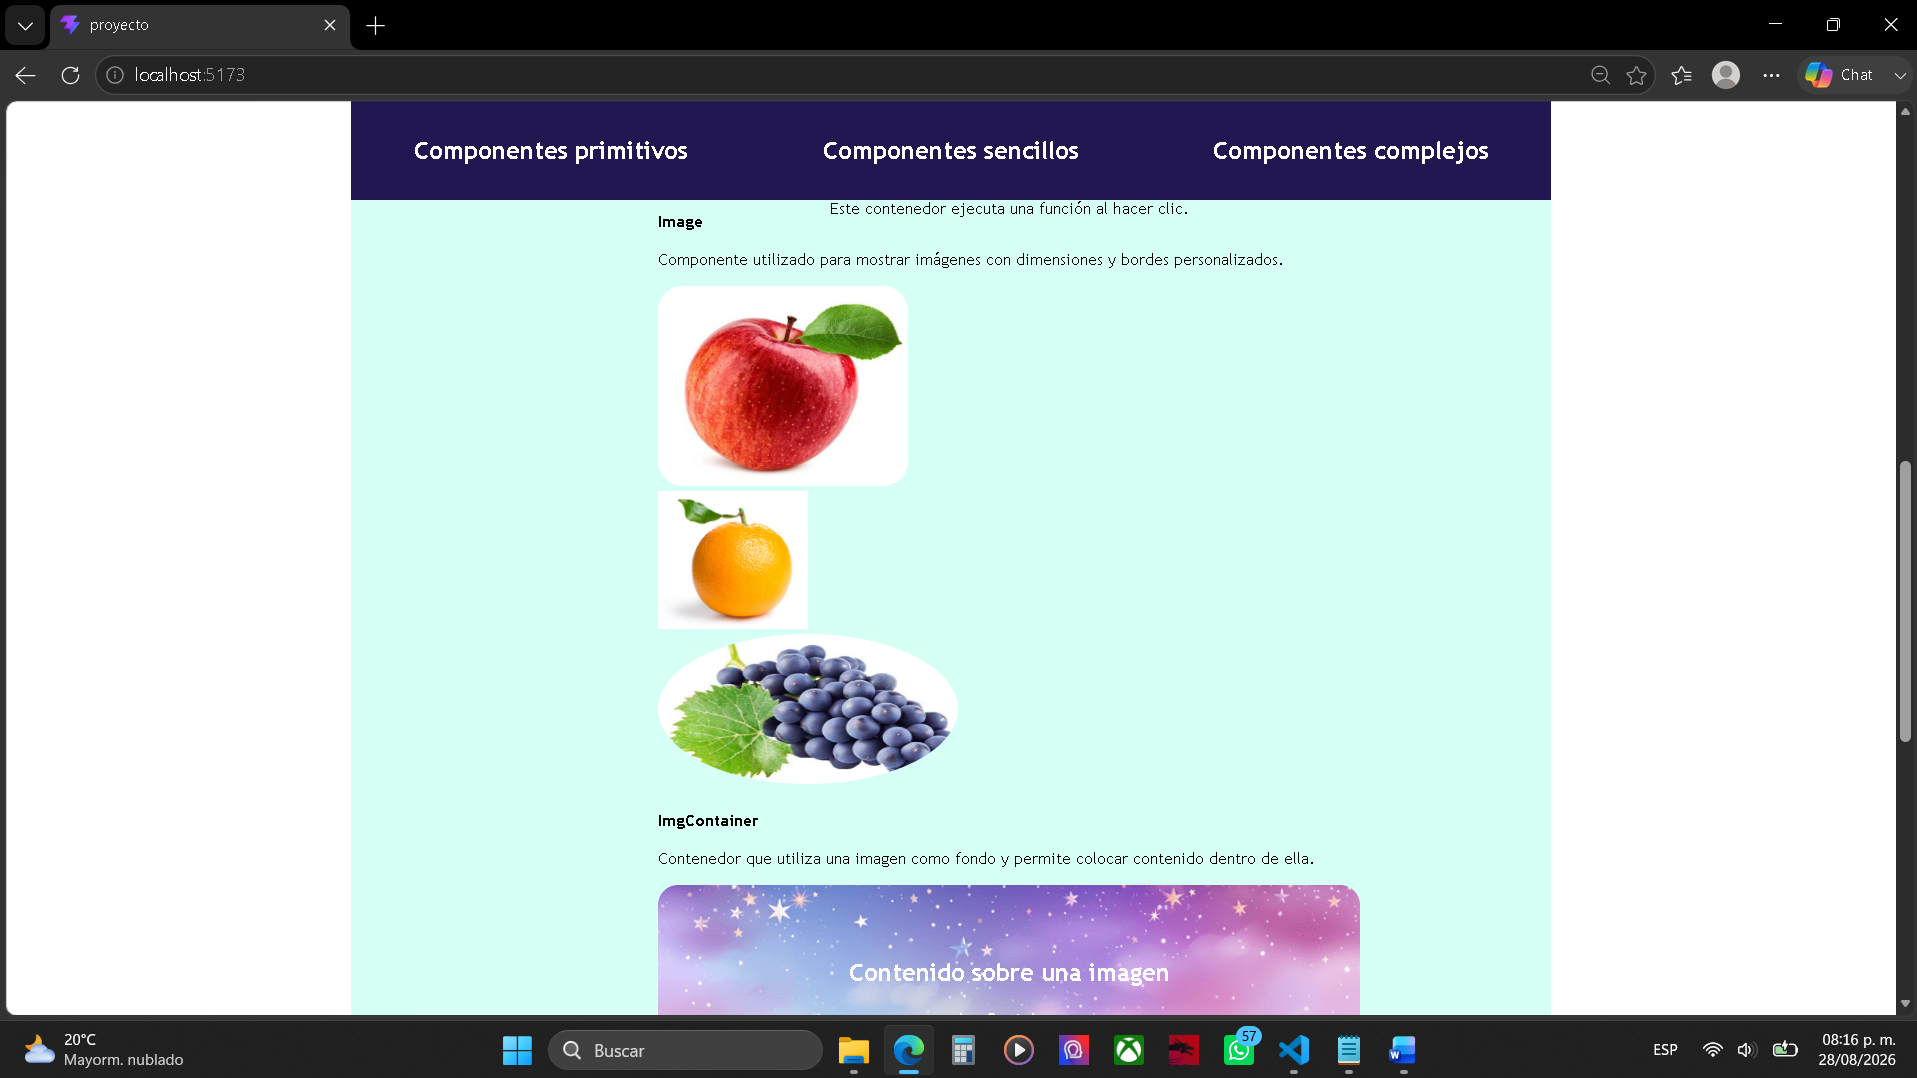 proyecto
localhost:5173
Chat
Componentes primitivos
Componentes sencillos
Componentes complejos
Este contenedor ejecuta una función al hacer clic.
Image
Componente utilizado para mostrar imágenes con dimensiones y bordes personalizados.
ImgContainer
Contenedor que utiliza una imagen como fondo y permite colocar contenido dentro de ella.
Contenido sobre una imagen
20°C
Mayorm. nublado
Buscar
57
ESP
08:16 p. m.
28/08/2026